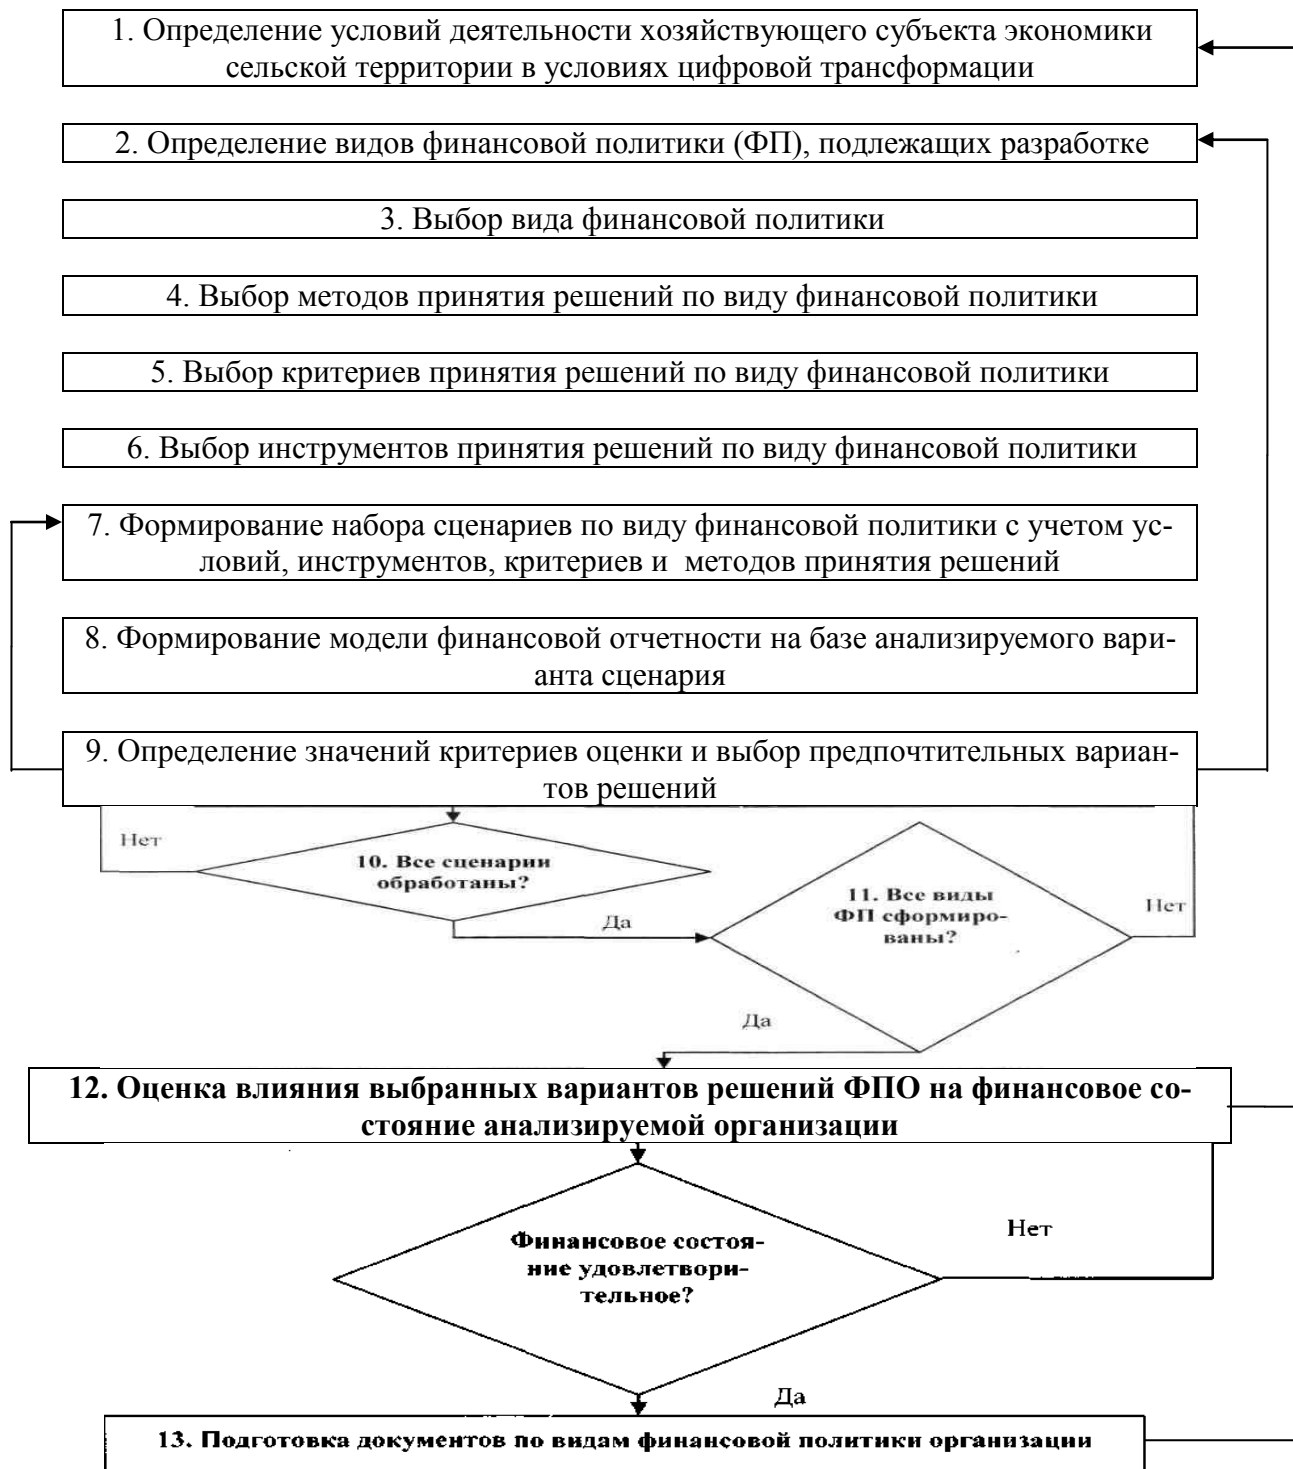 1. Определение условий деятельности хозяйствующего субъекта экономики
сельской территории в условиях цифровой трансформации
2. Определение видов финансовой политики (ФП), подлежащих разработке
3. Выбор вида финансовой политики
4. Выбор методов принятия решений по виду финансовой политики
5. Выбор критериев принятия решений по виду финансовой политики
6. Выбор инструментов принятия решений по виду финансовой политики
7. Формирование набора сценариев по виду финансовой политики с учетом ус-
ловий, инструментов, критериев и методов принятия решений
8. Формирование модели финансовой отчетности на базе анализируемого вари-
анта сценария
9. Определение значений критериев оценки и выбор предпочтительных вариан-
тов решений
Нет
10. Все сценарии
обработаны?
Да
11. Все виды
ФП сформиро-
ваны?
Нет
Да
12. Оценка влияния выбранных вариантов решений ФПО на финансовое со-
стояние анализируемой организации
Финансовое состоя-
ние удовлетвори-
тельное?
Нет
Да
13. Подготовка документов по видам финансовой политики организации